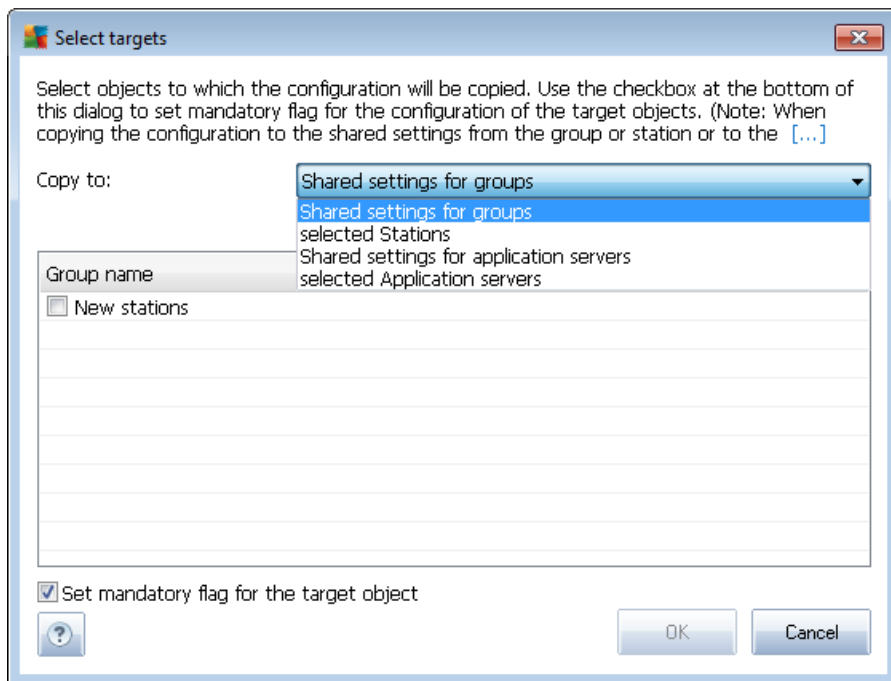 Select targets
Select objects to which the configuration will be copied. Use the checkbox at the bottom of
this dialog to set mandatory flag for the configuration of the target objects. (Note: When
copying the configuration to the shared settings from the group or station or to the [...]
Copy to:
Shared settings for groups
Shared settings for groups
selected Stations
Shared settings for application servers
selected Application servers
Group name
New stations
Set mandatory flag for the target object
?
OK
Cancel